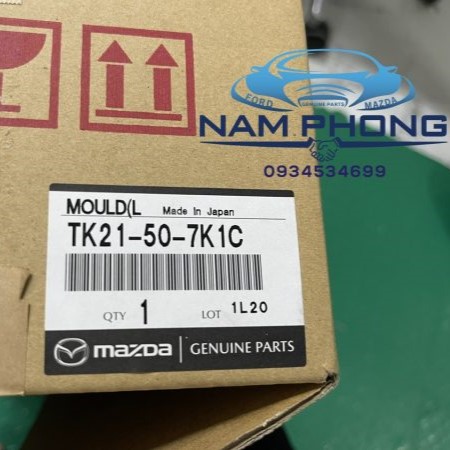 FORD GENUINE PARTS MAZDA
NAM PHONG
0934534699
MOULD(L Made In Japan
TK21-50-7K1C
QTY 1 LOT 1L20
mazda GENUINE PARTS